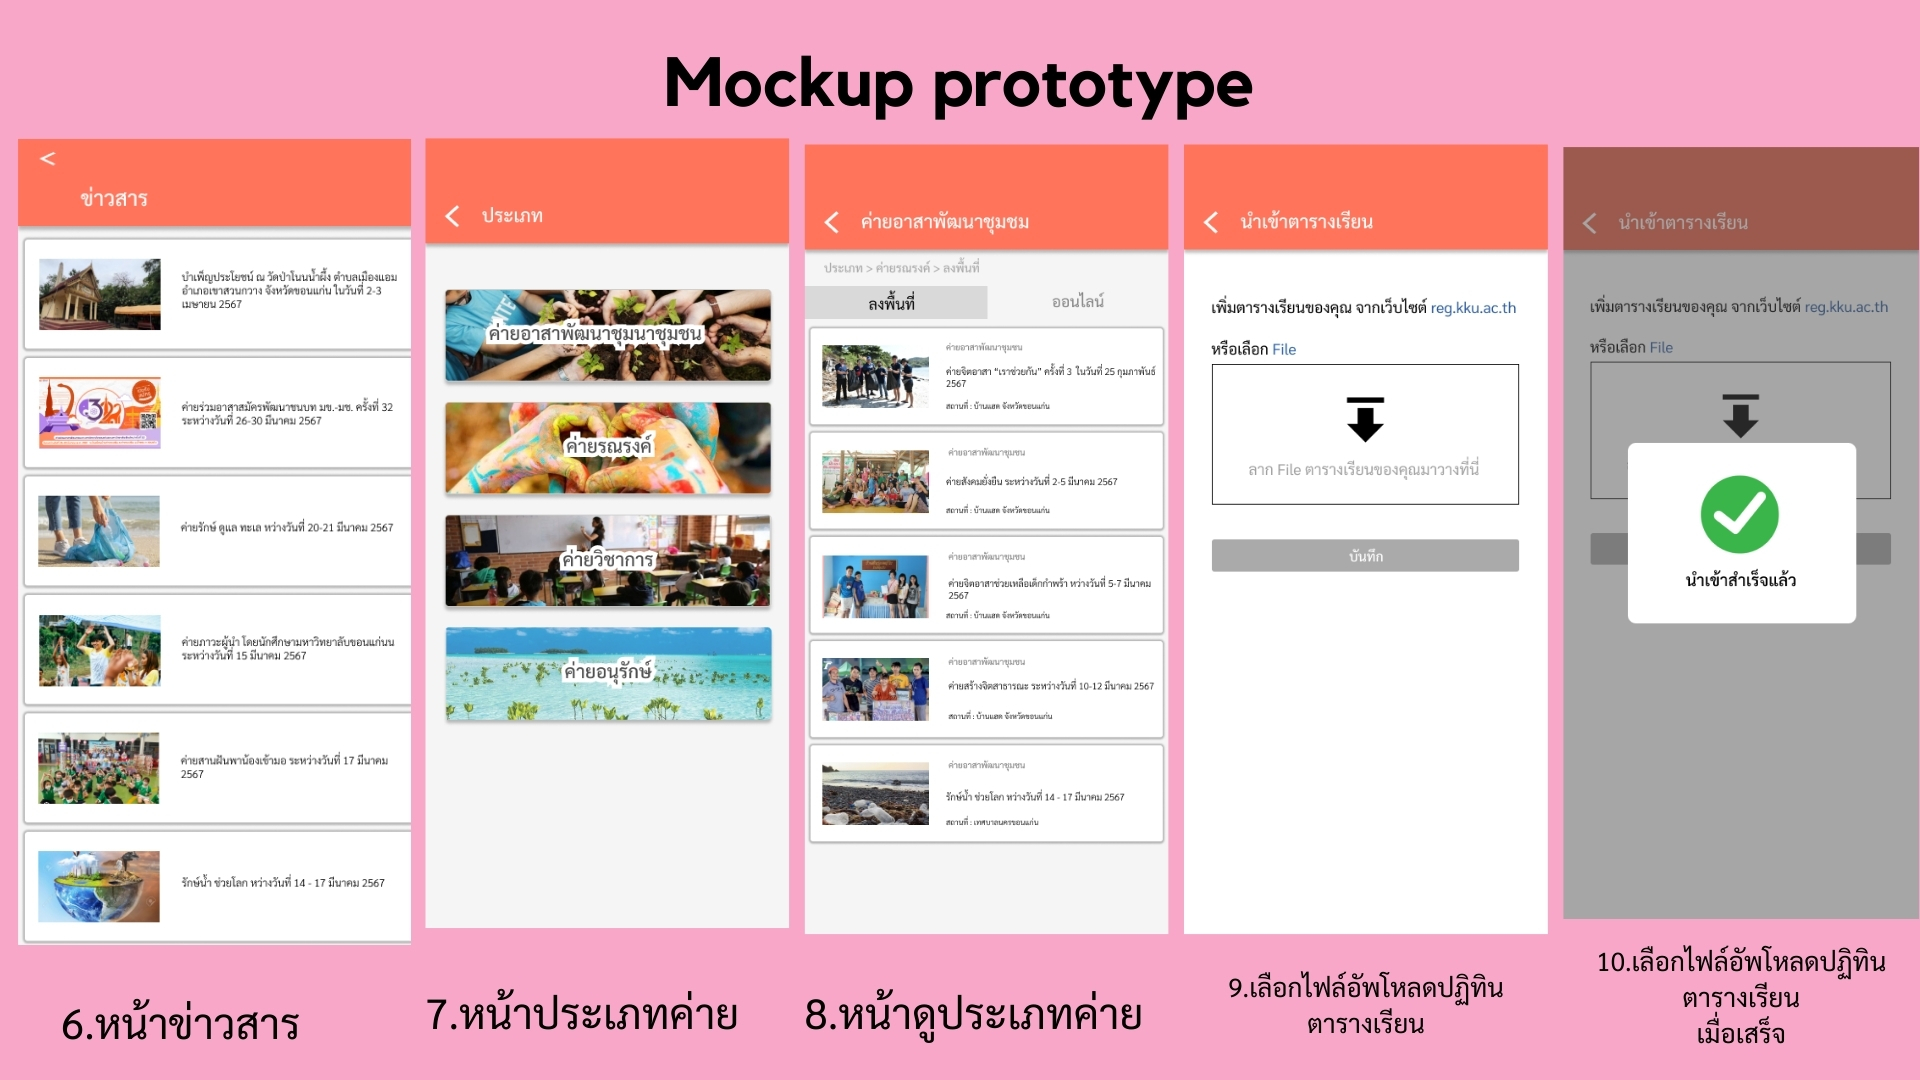 Mockup prototype
<
ข่าวสาร
บำเพ็ญประโยชน์ ณ วัดป่าโนนน้ำผึ้ง ตำบลเมืองแอม
อำเภอเขาสวนกวาง จังหวัดขอนแก่น ในวันที่ 2-3
เมษายน 2567
ค่ายร่วมอาสาสมัครพัฒนาชนบท มข.-มช. ครั้งที่ 32
ระหว่างวันที่ 26-30 มีนาคม 2567
ค่ายรักษ์ ดูแล ทะเล หว่างวันที่ 20-21 มีนาคม 2567
ค่ายภาวะผู้นำ โดยนักศึกษามหาวิทยาลับขอนแก่นน
ระหว่างวันที่ 15 มีนาคม 2567
ค่ายสานฝันพาน้องเข้ามอ ระหว่างวันที่ 17 มีนาคม
2567
รักษ์น้ำ ช่วยโลก หว่างวันที่ 14 - 17 มีนาคม 2567
6.หน้าข่าวสาร
ประเภท
ค่ายอาสาพัฒนาชุมนาชุมชน
ค่ายรณรงค์
ค่ายวิชาการ
ค่ายอนุรักษ์
7.หน้าประเภทค่าย
ค่ายอาสาพัฒนาชุมชม
ประเภท > ค่ายรณรงค์ > ลงพื้นที่
ลงพื้นที่ ออนไลน์
ค่ายอาสาพัฒนาชุมชน
ค่ายจิตอาสา “เราช่วยกัน” ครั้งที่ 3 ในวันที่ 25 กุมภาพันธ์
2567
สถานที่ : บ้านแฮด จังหวัดขอนแก่น
ค่ายอาสาพัฒนาชุมชน
ค่ายสังคมยั่งยืน ระหว่างวันที่ 2-5 มีนาคม 2567
สถานที่ : บ้านแฮด จังหวัดขอนแก่น
ค่ายอาสาพัฒนาชุมชน
ค่ายจิตอาสาช่วยเหลือเด็กกำพร้า หว่างวันที่ 5-7 มีนาคม
2567
สถานที่ : บ้านแฮด จังหวัดขอนแก่น
ค่ายอาสาพัฒนาชุมชน
ค่ายสร้างจิตสาธารณะ ระหว่างวันที่ 10-12 มีนาคม 2567
สถานที่ : บ้านแฮด จังหวัดขอนแก่น
ค่ายอาสาพัฒนาชุมชน
รักษ์น้ำ ช่วยโลก หว่างวันที่ 14 - 17 มีนาคม 2567
สถานที่ : เทศบาลนครขอนแก่น
8.หน้าดูประเภทค่าย
นำเข้าตารางเรียน
เพิ่มตารางเรียนของคุณ จากเว็บไซต์ reg.kku.ac.th
หรือเลือก File
ลาก File ตารางเรียนของคุณมาวางที่นี่
บันทึก
9.เลือกไฟล์อัพโหลดปฏิทิน
ตารางเรียน
นำเข้าตารางเรียน
เพิ่มตารางเรียนของคุณ จากเว็บไซต์ reg.kku.ac.th
หรือเลือก File
นำเข้าสำเร็จแล้ว
10.เลือกไฟล์อัพโหลดปฏิทิน
ตารางเรียน
เมื่อเสร็จ